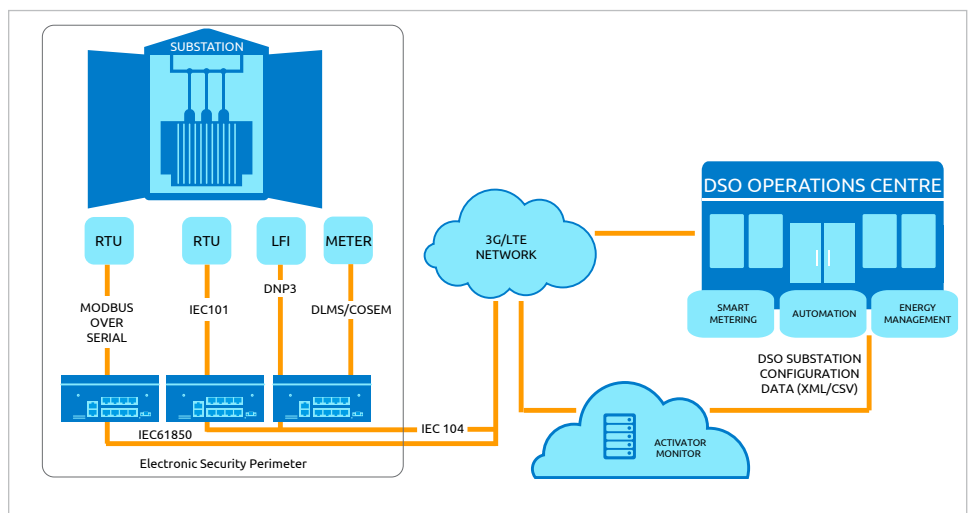 SUBSTATION
RTU
RTU
LFI
METER
MODBUS
OVER
SERIAL
IEC101
DNP3
DLMS/COSEM
IEC61850
IEC 104
Electronic Security Perimeter
3G/LTE
NETWORK
DSO OPERATIONS CENTRE
SMART
METERING
AUTOMATION
ENERGY
MANAGEMENT
DSO SUBSTATION
CONFIGURATION
DATA (XML/CSV)
ACTIVATOR
MONITOR